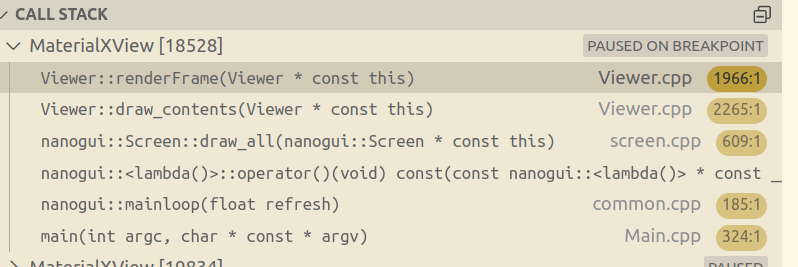 CALL STACK
MaterialXView [18528] PAUSED ON BREAKPOINT
Viewer::renderFrame(Viewer * const this) Viewer.cpp 1966:1
Viewer::draw_contents(Viewer * const this) Viewer.cpp 2265:1
nanogui::Screen::draw_all(nanogui::Screen * const this) screen.cpp 609:1
nanogui::<lambda()>::operator()(void) const(const nanogui::<lambda()> * const _
nanogui::mainloop(float refresh) common.cpp 185:1
main(int argc, char * const * argv) Main.cpp 324:1
MaterialXView [19834] PAUSED